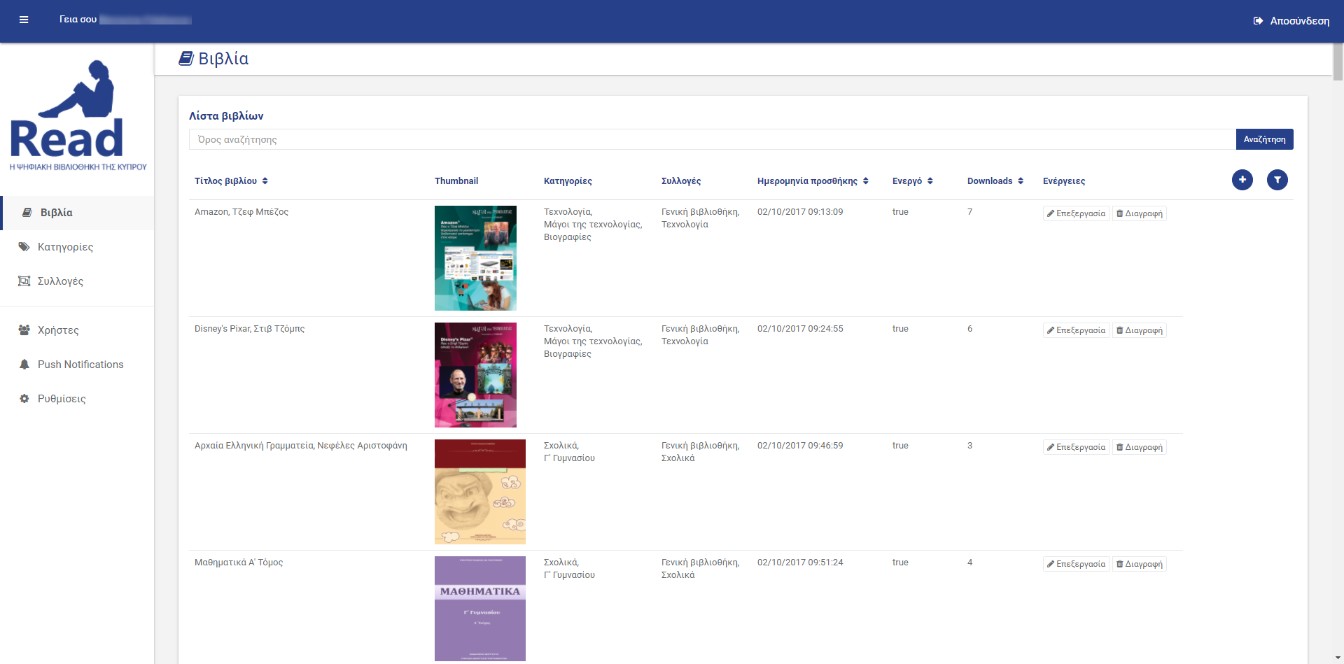 Γεια σου
Αποσύνδεση
Read
Η ΨΗΦΙΑΚΗ ΒΙΒΛΙΟΘΗΚΗ ΤΗΣ ΚΥΠΡΟΥ
Βιβλία
Κατηγορίες
Συλλογές
Χρήστες
Push Notifications
Ρυθμίσεις
Βιβλία
Λίστα βιβλίων
Όρος αναζήτησης
Αναζήτηση
Τίτλος βιβλίου Thumbnail Κατηγορίες Συλλογές Ημερομηνία προσθήκης Ενεργό Downloads Ενέργειες
Amazon, Τζεφ Μπέζος
Amazon
Τεχνολογία,
Μάγοι της τεχνολογίας,
Βιογραφίες
Γενική βιβλιοθήκη,
Τεχνολογία
02/10/2017 09:13:09
true
7
Επεξεργασία
Διαγραφή
Disney's Pixar, Στιβ Τζόμπς
Disney's Pixar
Τεχνολογία,
Μάγοι της τεχνολογίας,
Βιογραφίες
Γενική βιβλιοθήκη,
Τεχνολογία
02/10/2017 09:24:55
true
6
Επεξεργασία
Διαγραφή
Αρχαία Ελληνική Γραμματεία, Νεφέλες Αριστοφάνη
Σχολικά,
Γ΄ Γυμνασίου
Γενική βιβλιοθήκη,
Σχολικά
02/10/2017 09:46:59
true
3
Επεξεργασία
Διαγραφή
Μαθηματικά Α' Τόμος
ΜΑΘΗΜΑΤΙΚΑ
Γ' Γυμνασίου
Σχολικά,
Γ΄ Γυμνασίου
Γενική βιβλιοθήκη,
Σχολικά
02/10/2017 09:51:24
true
4
Επεξεργασία
Διαγραφή